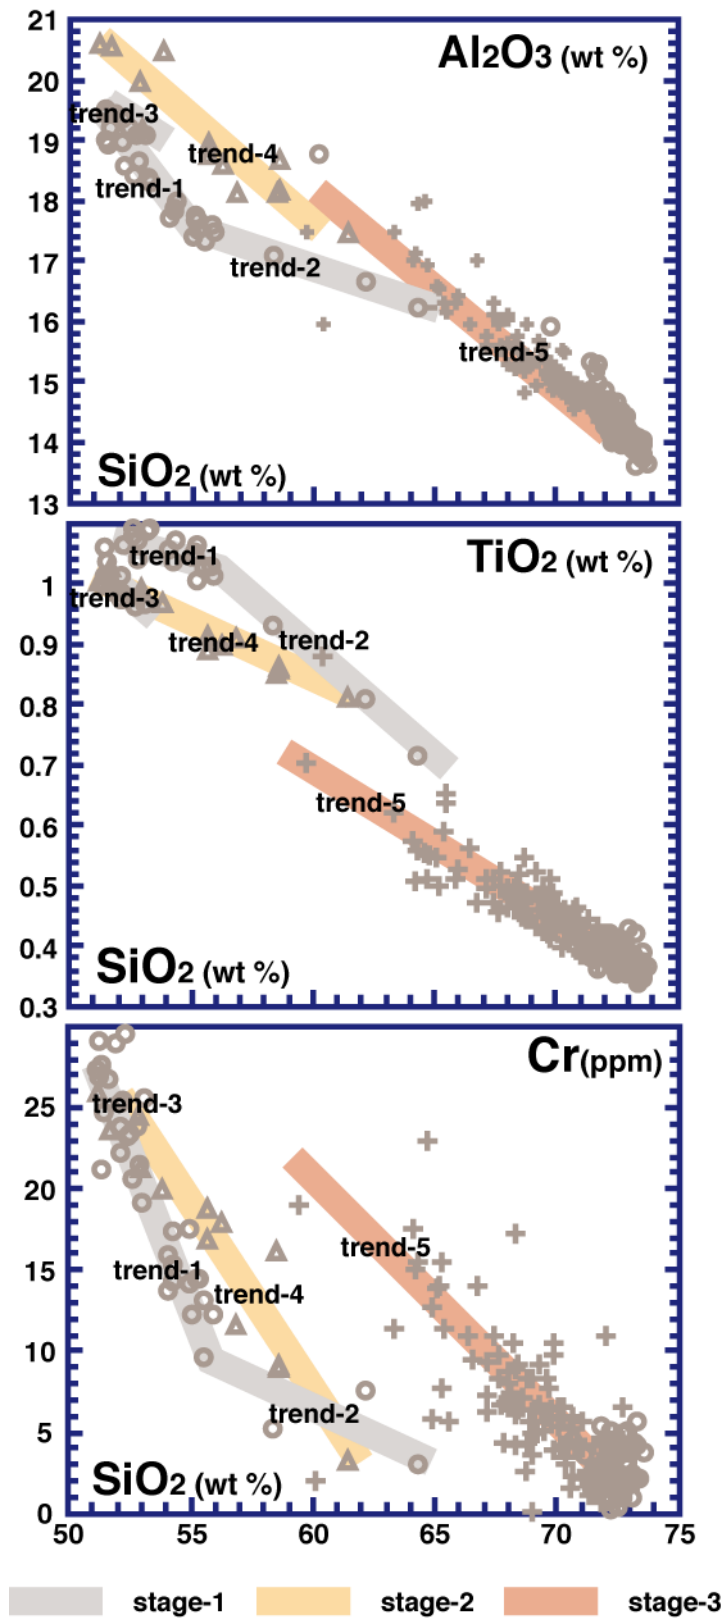 21
Al2O3 (wt %)
20
trend-3
19
trend-4
trend-1
18
17
trend-2
16
trend-5
15
14
SiO2 (wt %)
13
TiO2 (wt %)
trend-1
1
trend-3
0.9
trend-4
trend-2
0.8
0.7
trend-5
0.6
0.5
0.4
SiO2 (wt %)
0.3
Cr(ppm)
25
trend-3
20
trend-5
15
trend-1
trend-4
10
trend-2
5
SiO2 (wt %)
0
50 55 60 65 70 75
stage-1 stage-2 stage-3